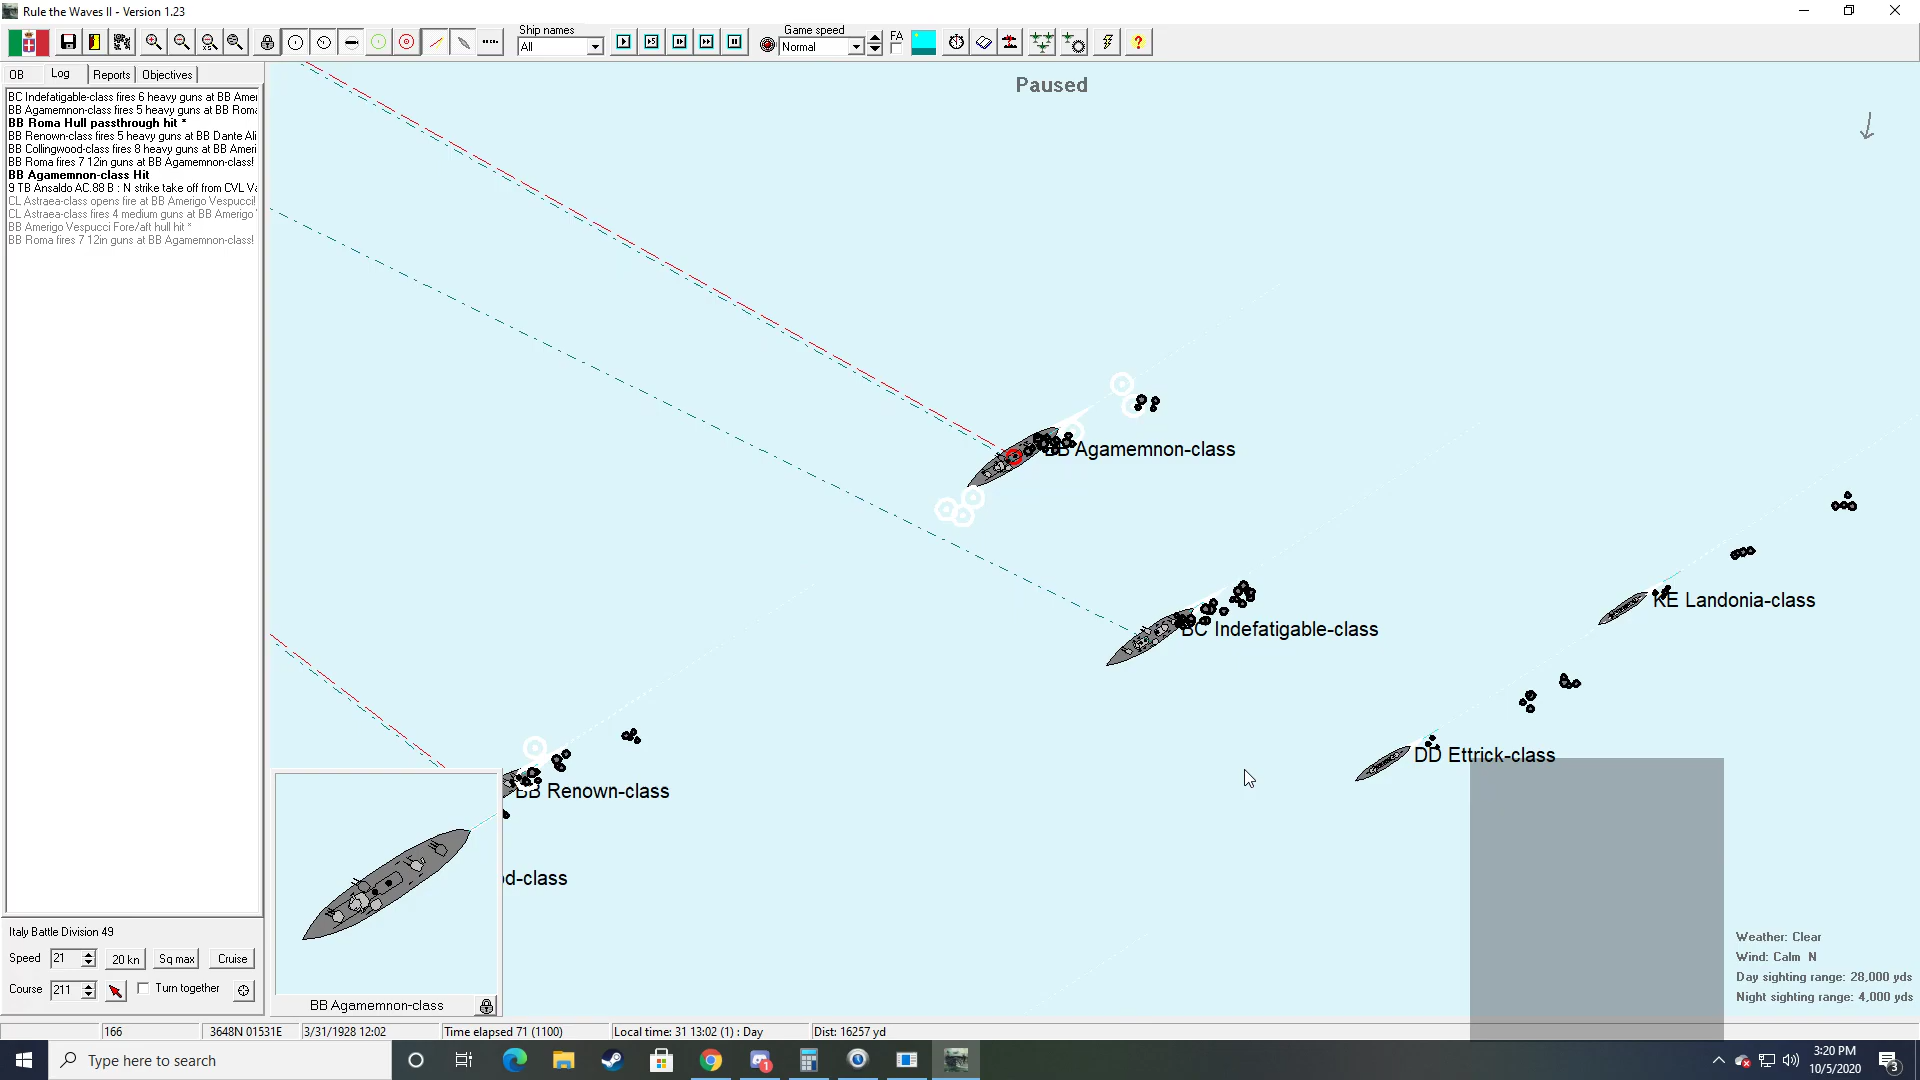 Rule the Waves II - Version 1.23
Ship names
All
Game speed
Normal
FA
OB
Log
Reports
Objectives
BC Indefatigable-class fires 6 heavy guns at BB Amer
BB Agamemnon-class fires 5 heavy guns at BB Roma
BB Roma Hull passthrough hit *
BB Renown-class fires 5 heavy guns at BB Dante Ali
BB Collingwood-class fires 8 heavy guns at BB Ameri
BB Roma fires 7 12in guns at BB Agamemnon-class!
BB Agamemnon-class Hit
9 TB Ansaldo AC.88 B : N strike take off from CVL Va
CL Astraea-class opens fire at BB Amerigo Vespucci!
CL Astraea-class fires 4 medium guns at BB Amerigo
BB Amerigo Vespucci Fore/aft hull hit *
BB Roma fires 7 12in guns at BB Agamemnon-class!
Paused
BB Agamemnon-class
BC Indefatigable-class
KE Landonia-class
DD Ettrick-class
BB Renown-class
od-class
BB Agamemnon-class
Italy Battle Division 49
Speed 21 20 kn Sq max Cruise
Course 211 Turn together
Weather: Clear
Wind: Calm N
Day sighting range: 28,000 yds
Night sighting range: 4,000 yds
166
3648N 01531E
3/31/1928 12:02
Time elapsed 71 (1100)
Local time: 31 13:02 (1) : Day
Dist: 16257 yd
Type here to search
1
3:20 PM
10/5/2020
3